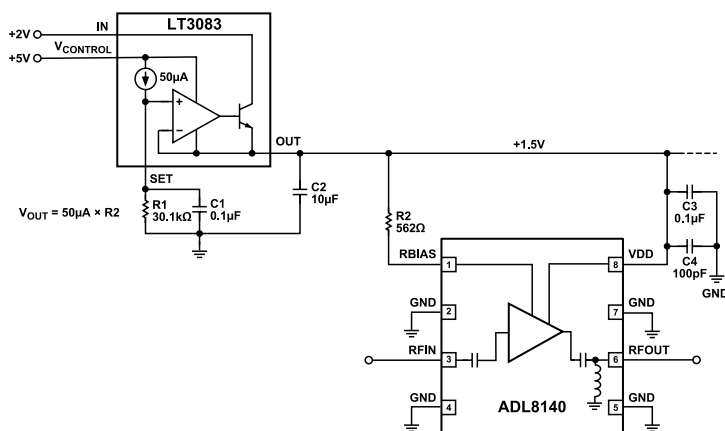 LT3083
IN
+2V
VCONTROL
+5V
50µA
+
−
OUT
+1.5V
SET
R1
30.1kΩ
C1
0.1µF
C2
10µF
VOUT = 50µA × R2
R2
562Ω
C3
0.1µF
C4
100pF
GND
RBIAS
1
8
VDD
GND
2
7
GND
RFIN
3
6
RFOUT
GND
4
5
GND
ADL8140